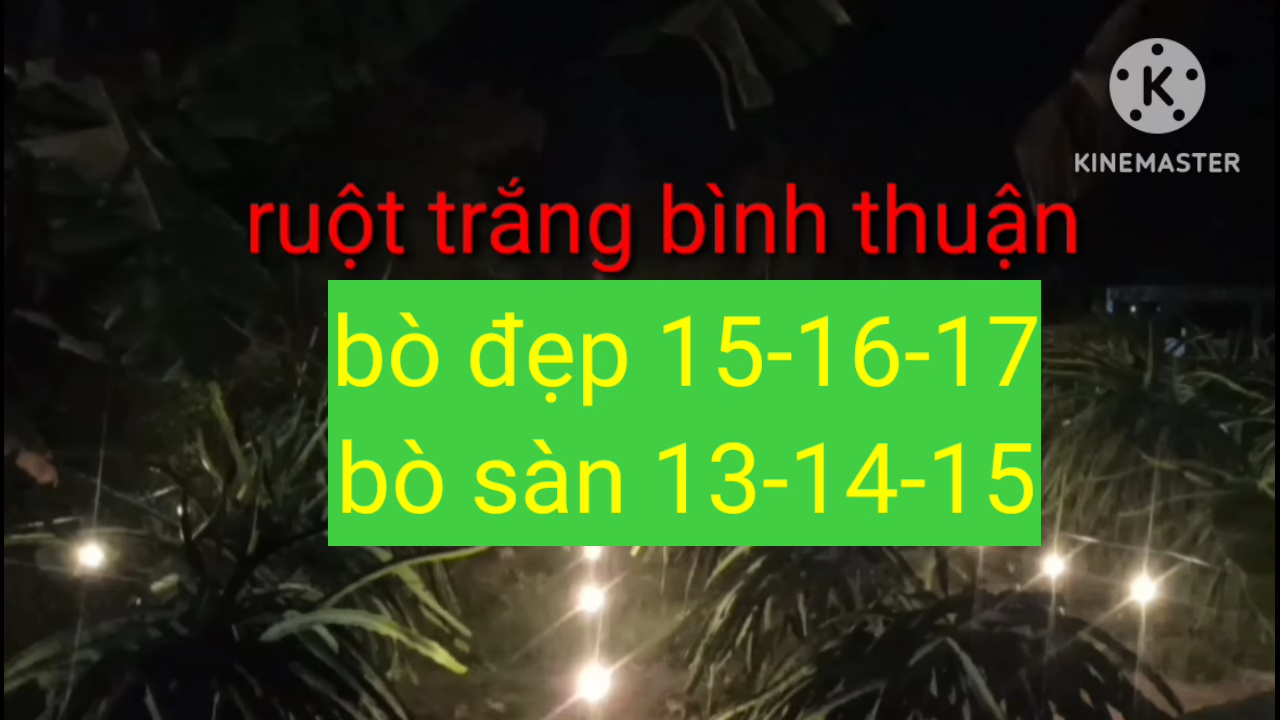 K
KINEMASTER
ruột trắng bình thuận
bò đẹp 15-16-17
bò sàn 13-14-15